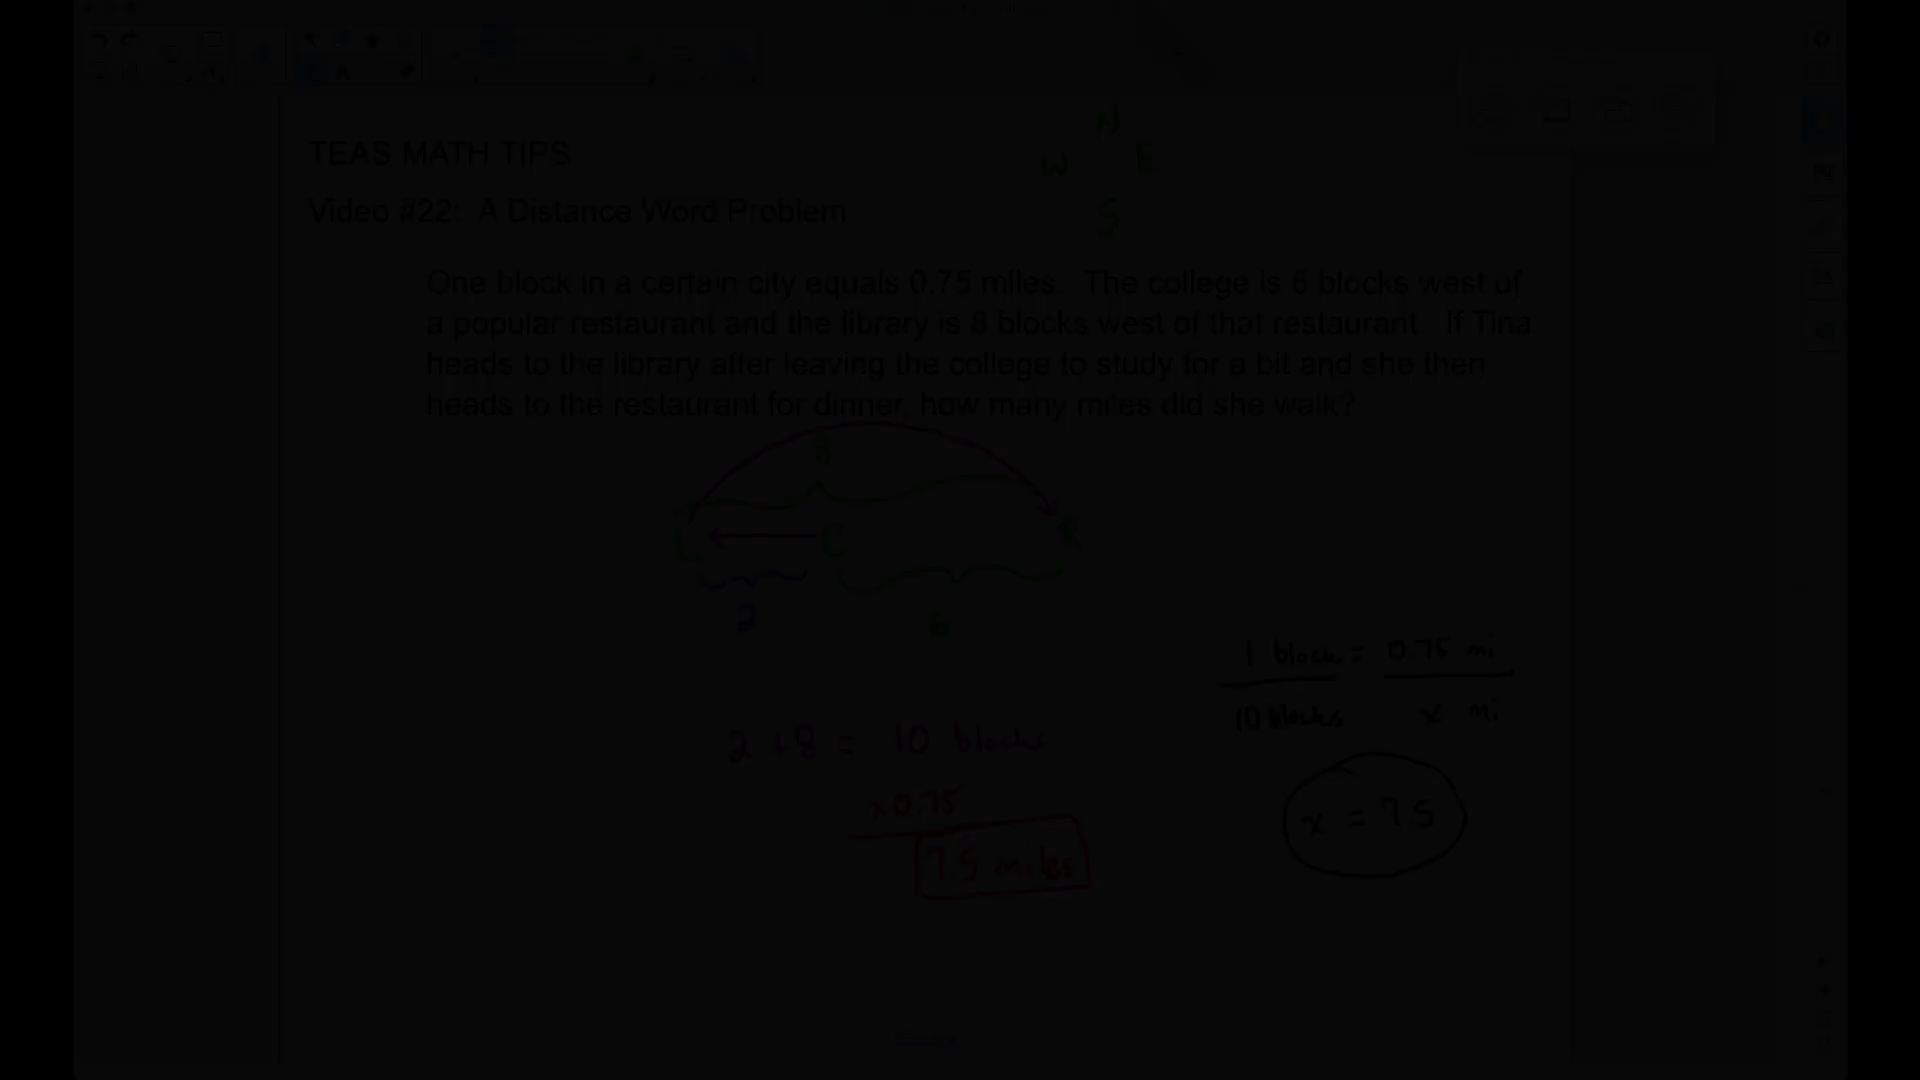 N
W E
S
TEAS MATH TIPS
Video #22: A Distance Word Problem
One block in a certain city equals 0.75 miles. The college is 6 blocks west of
a popular restaurant and the library is 8 blocks west of that restaurant. If Tina
heads to the library after leaving the college to study for a bit and she then
heads to the restaurant for dinner, how many miles did she walk?
8
L C R
2 6
1 block = 0.75 mi
10 blocks x mi
2 + 8 = 10 blocks
x 0.75
7.5 miles
x = 7.5